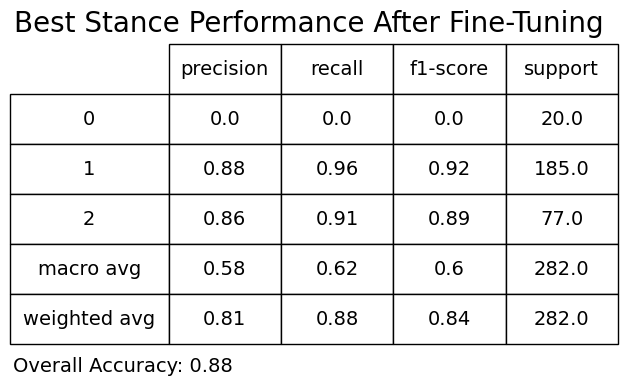 Best Stance Performance After Fine-Tuning
precision recall f1-score support
0 0.0 0.0 0.0 20.0
1 0.88 0.96 0.92 185.0
2 0.86 0.91 0.89 77.0
macro avg 0.58 0.62 0.6 282.0
weighted avg 0.81 0.88 0.84 282.0
Overall Accuracy: 0.88